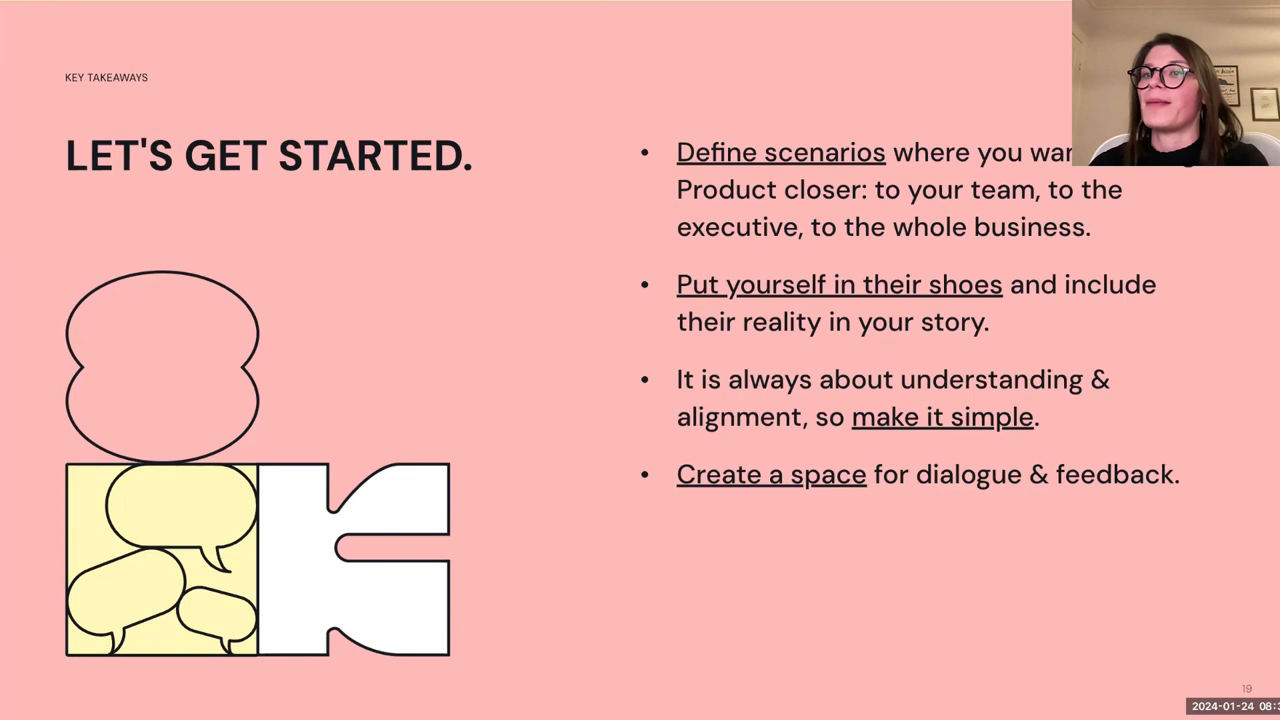 KEY TAKEAWAYS
LET'S GET STARTED.
• Define scenarios where you
Product closer: to your team, to the
executive, to the whole business.
• Put yourself in their shoes and include
their reality in your story.
• It is always about understanding &
alignment, so make it simple.
• Create a space for dialogue & feedback.
19
2024-01-24 08: